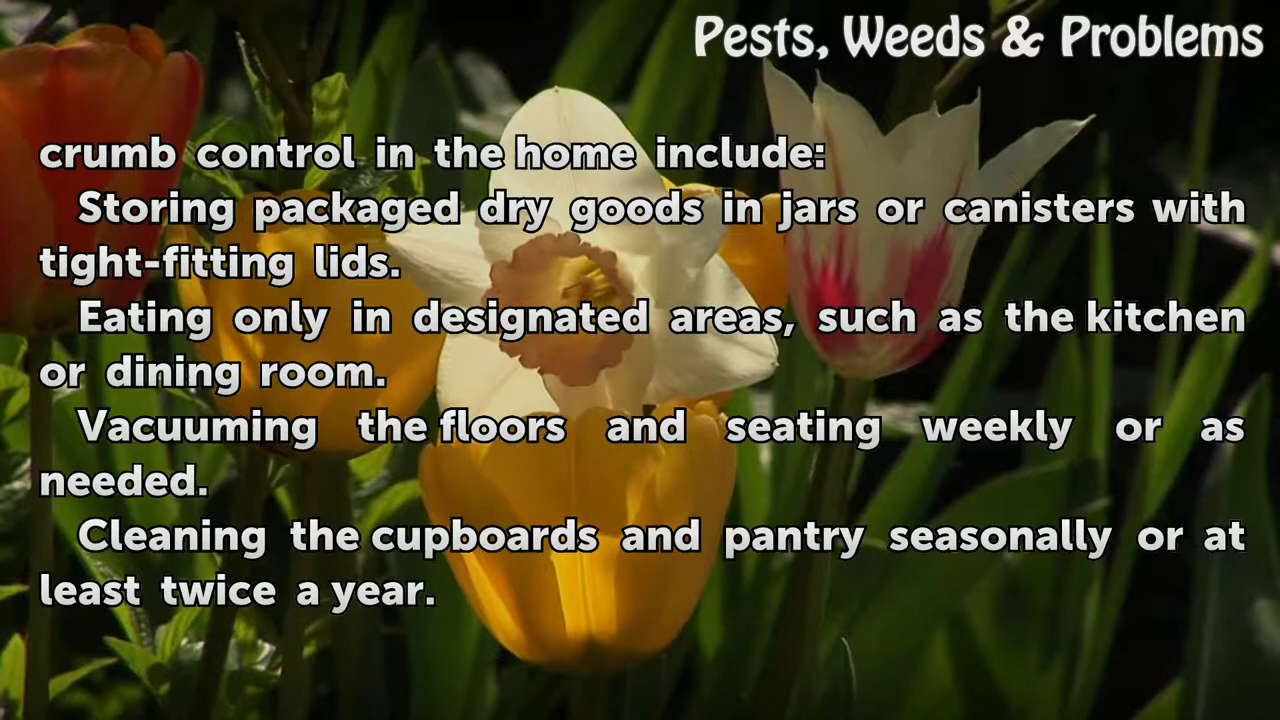 Pests, Weeds & Problems
crumb control in the home include:
Storing packaged dry goods in jars or canisters with
tight-fitting lids.
Eating only in designated areas, such as the kitchen
or dining room.
Vacuuming the floors and seating weekly or as
needed.
Cleaning the cupboards and pantry seasonally or at
least twice a year.